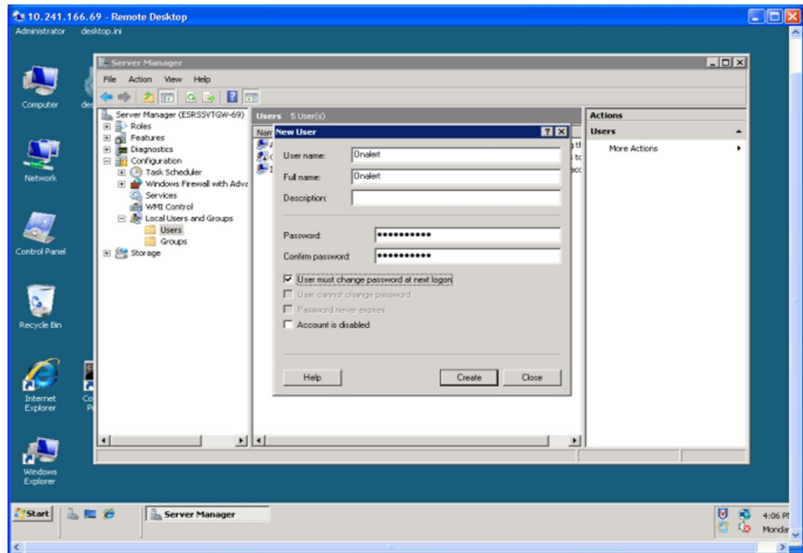 10.241.166.69 - Remote Desktop
Administrator
desktop.ini
Computer
Network
Control Panel
Recycle Bin
Internet Explorer
Windows Explorer
Server Manager
File Action View Help
Server Manager (ESRSSVTGW-69)
Roles
Features
Diagnostics
Configuration
Task Scheduler
Windows Firewall with Adva
Services
WMI Control
Local Users and Groups
Users
Groups
Storage
Users 5 User(s)
New User
User name: Onalert
Full name: Onalert
Description:
Password:
Confirm password:
User must change password at next logon
User cannot change password
Password never expires
Account is disabled
Help
Create
Close
Actions
Users
More Actions
Start
Server Manager
4:06 PM
Monday